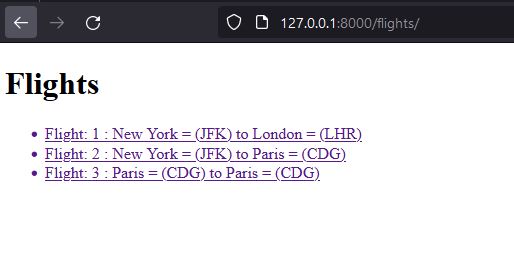 127.0.0.1:8000/flights/
Flights
Flight: 1 : New York = (JFK) to London = (LHR)
Flight: 2 : New York = (JFK) to Paris = (CDG)
Flight: 3 : Paris = (CDG) to Paris = (CDG)